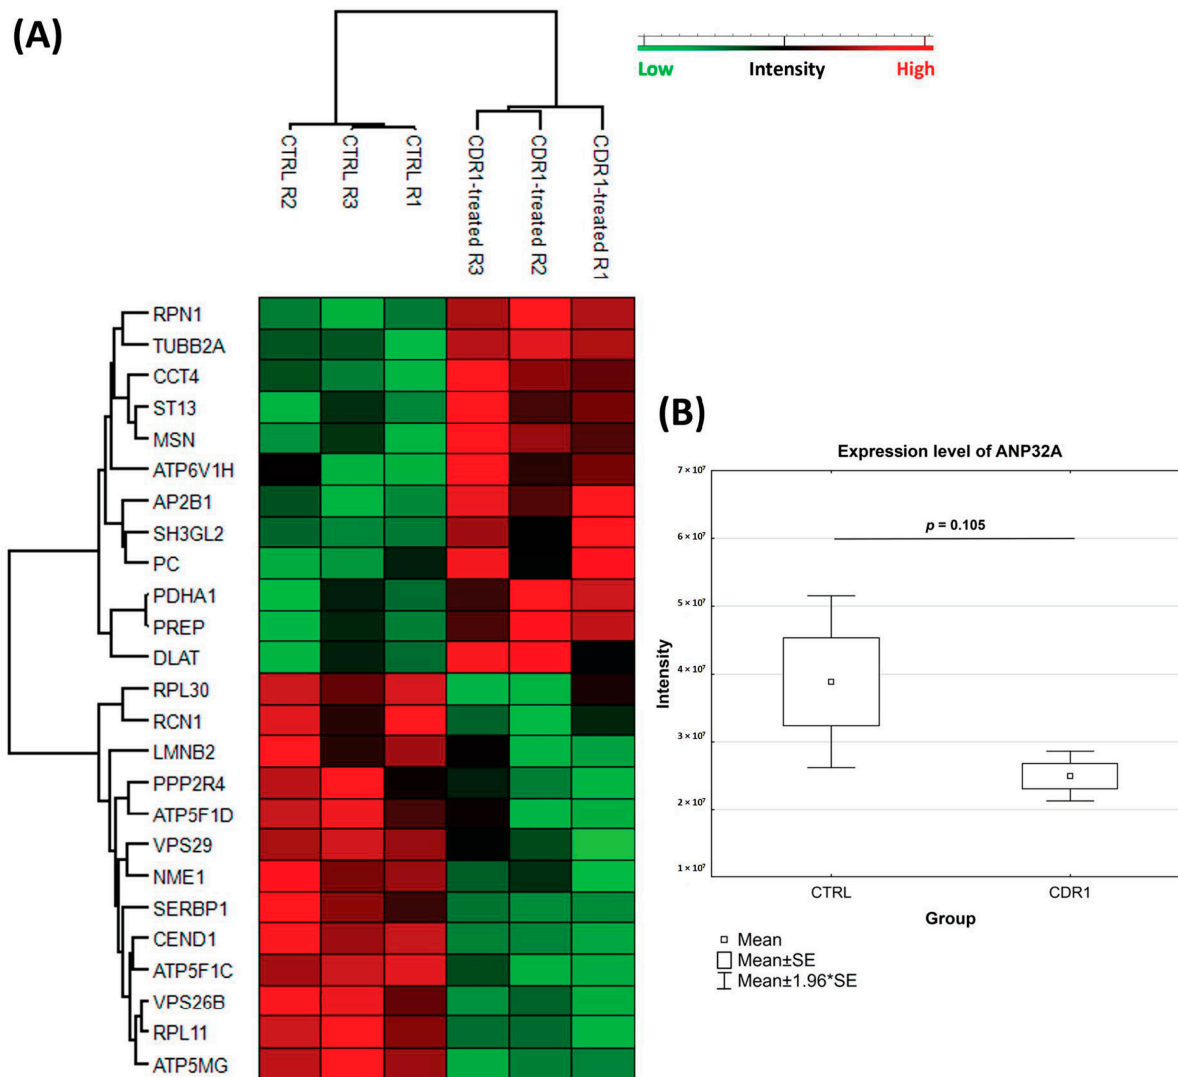 (A)
Low Intensity High
CTRL R2
CTRL R3
CTRL R1
CDR1-treated R3
CDR1-treated R2
CDR1-treated R1
RPN1
TUBB2A
CCT4
ST13
MSN
ATP6V1H
AP2B1
SH3GL2
PC
PDHA1
PREP
DLAT
RPL30
RCN1
LMNB2
PPP2R4
ATP5F1D
VPS29
NME1
SERBP1
CEND1
ATP5F1C
VPS26B
RPL11
ATP5MG
(B)
Expression level of ANP32A
7 × 10⁷
6 × 10⁷
5 × 10⁷
4 × 10⁷
3 × 10⁷
2 × 10⁷
1 × 10⁷
Intensity
p = 0.105
CTRL CDR1
Group
Mean
Mean±SE
Mean±1.96*SE